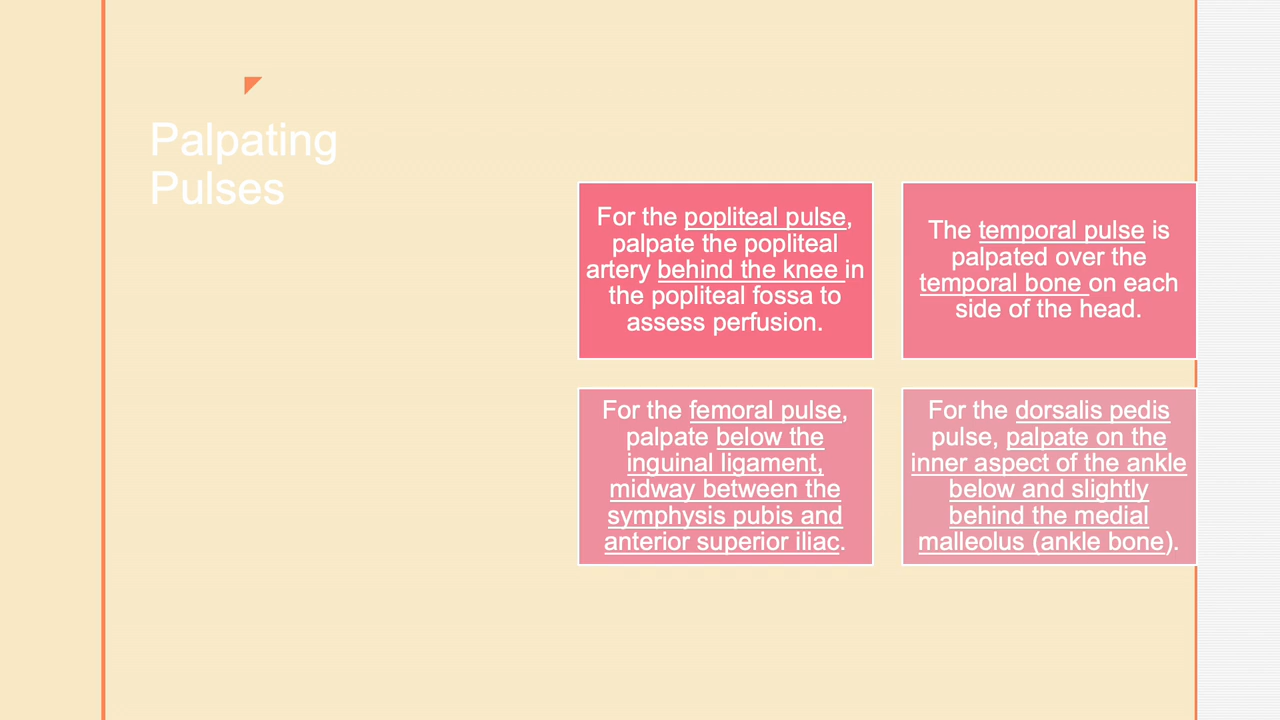 Palpating
Pulses
For the popliteal pulse,
palpate the popliteal
artery behind the knee in
the popliteal fossa to
assess perfusion.
The temporal pulse is
palpated over the
temporal bone on each
side of the head.
For the femoral pulse,
palpate below the
inguinal ligament,
midway between the
symphysis pubis and
anterior superior iliac.
For the dorsalis pedis
pulse, palpate on the
inner aspect of the ankle
below and slightly
behind the medial
malleolus (ankle bone).